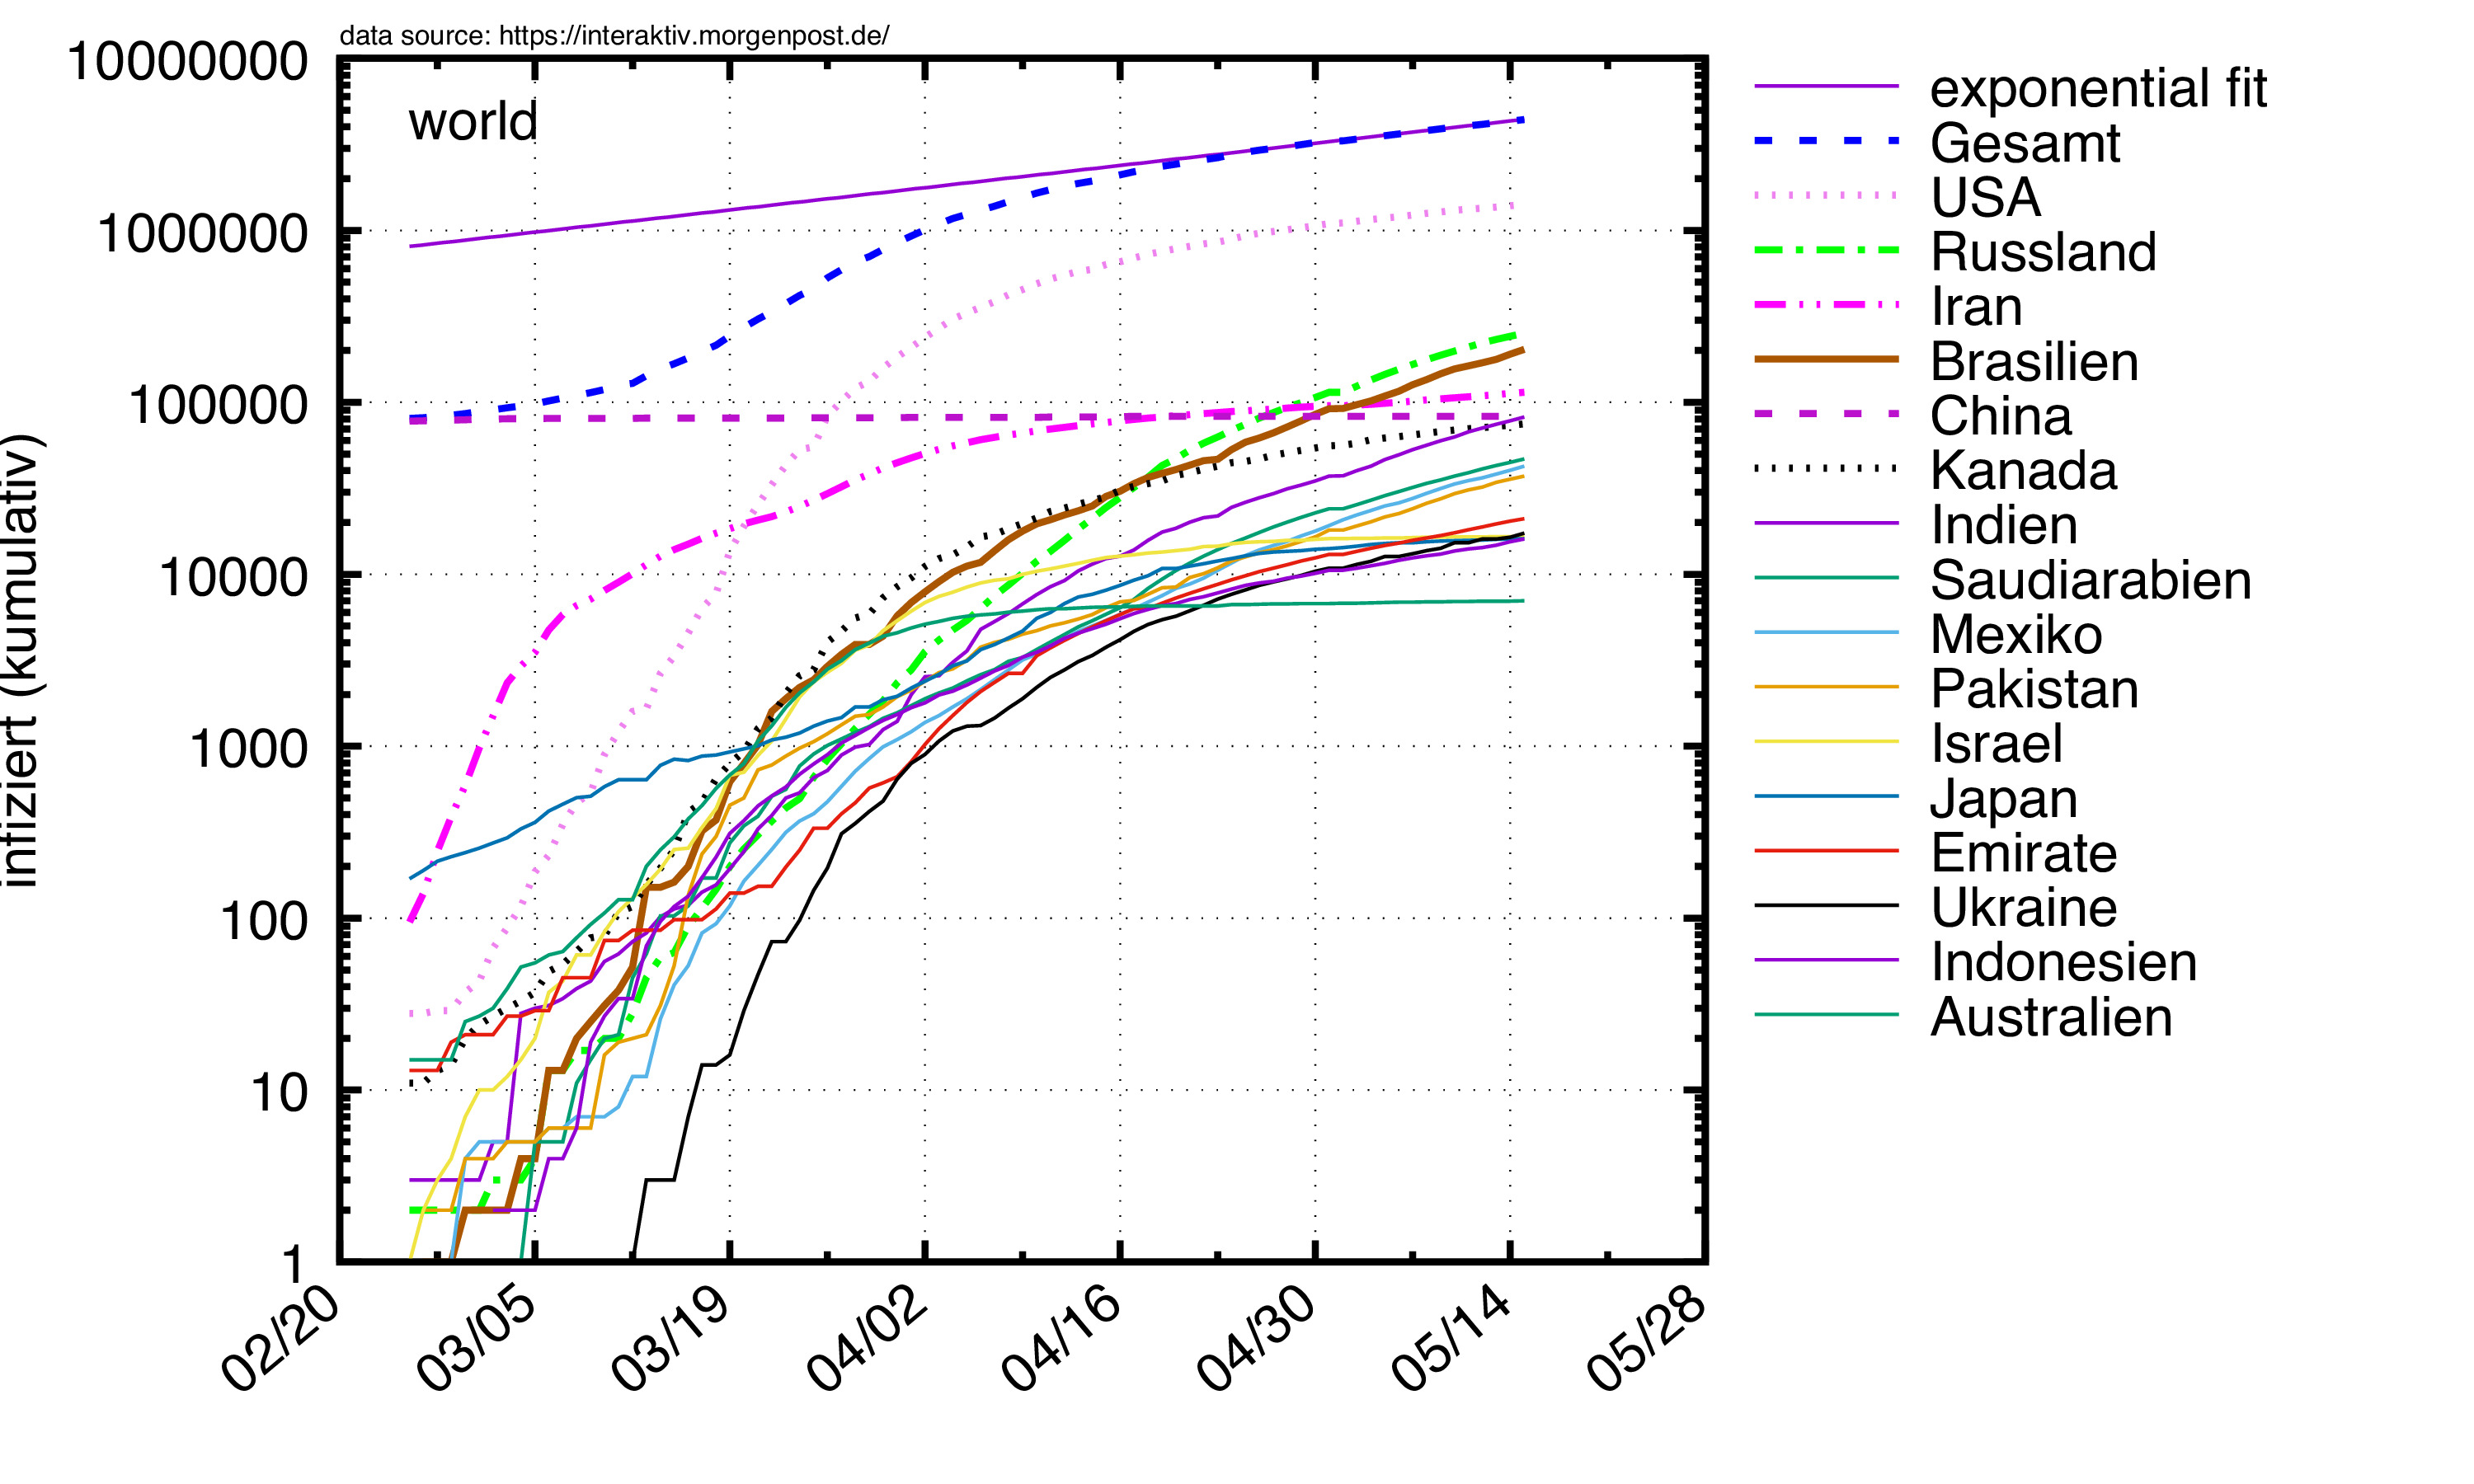 data source: https://interaktiv.morgenpost.de/
world
infiziert (kumulativ)
10000000
1000000
100000
10000
1000
100
10
1
02/20
03/05
03/19
04/02
04/16
04/30
05/14
05/28
exponential fit
Gesamt
USA
Russland
Iran
Brasilien
China
Kanada
Indien
Saudiarabien
Mexiko
Pakistan
Israel
Japan
Emirate
Ukraine
Indonesien
Australien